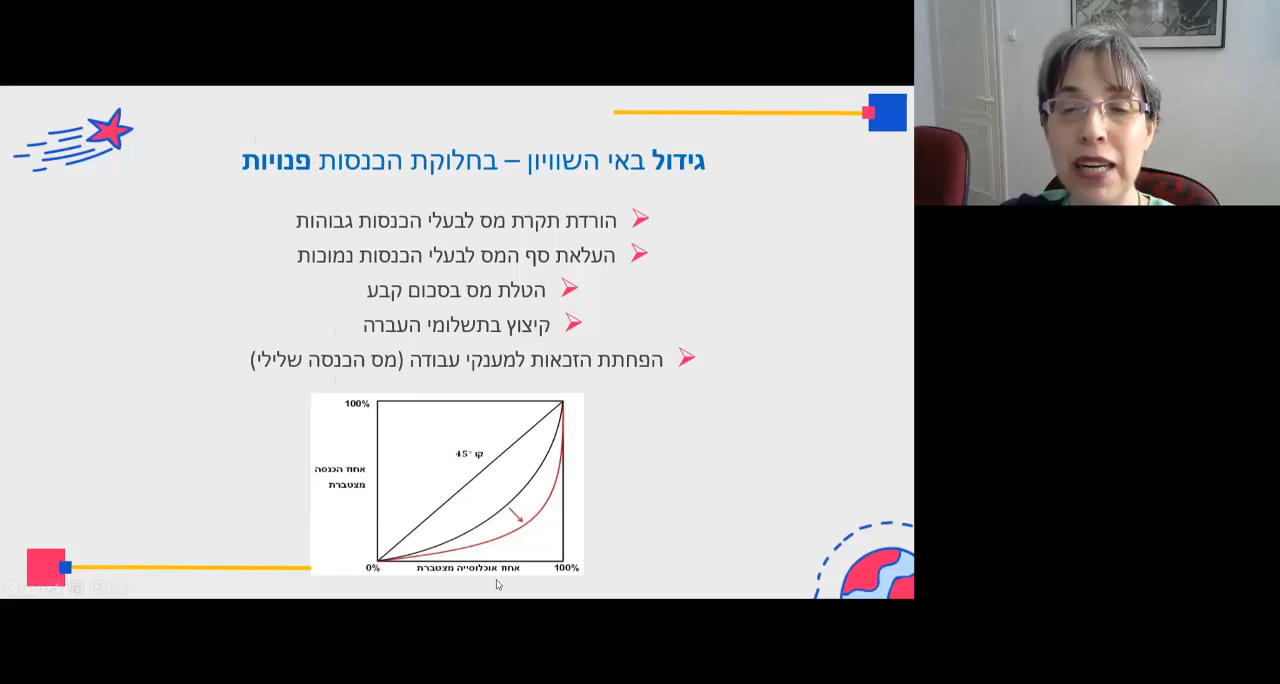 גידול באי השוויון – בחלוקת הכנסות פנויות
הורדת תקרת מס לבעלי הכנסות גבוהות
העלאת סף המס לבעלי הכנסות נמוכות
הטלת מס בסכום קבע
קיצוץ בתשלומי העברה
הפחתת הזכאות למענקי עבודה (מס הכנסה שלילי)
100%
קו 45°
אחוז הכנסה
מצטברת
0%
אחוז אוכלוסייה מצטברת
100%